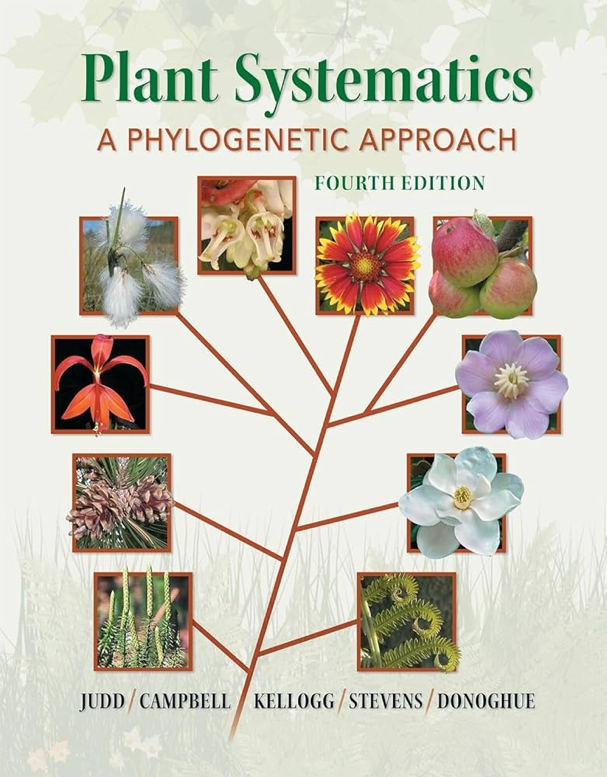 Plant Systematics
A PHYLOGENETIC APPROACH
FOURTH EDITION
JUDD / CAMPBELL / KELLOGG / STEVENS / DONOGHUE